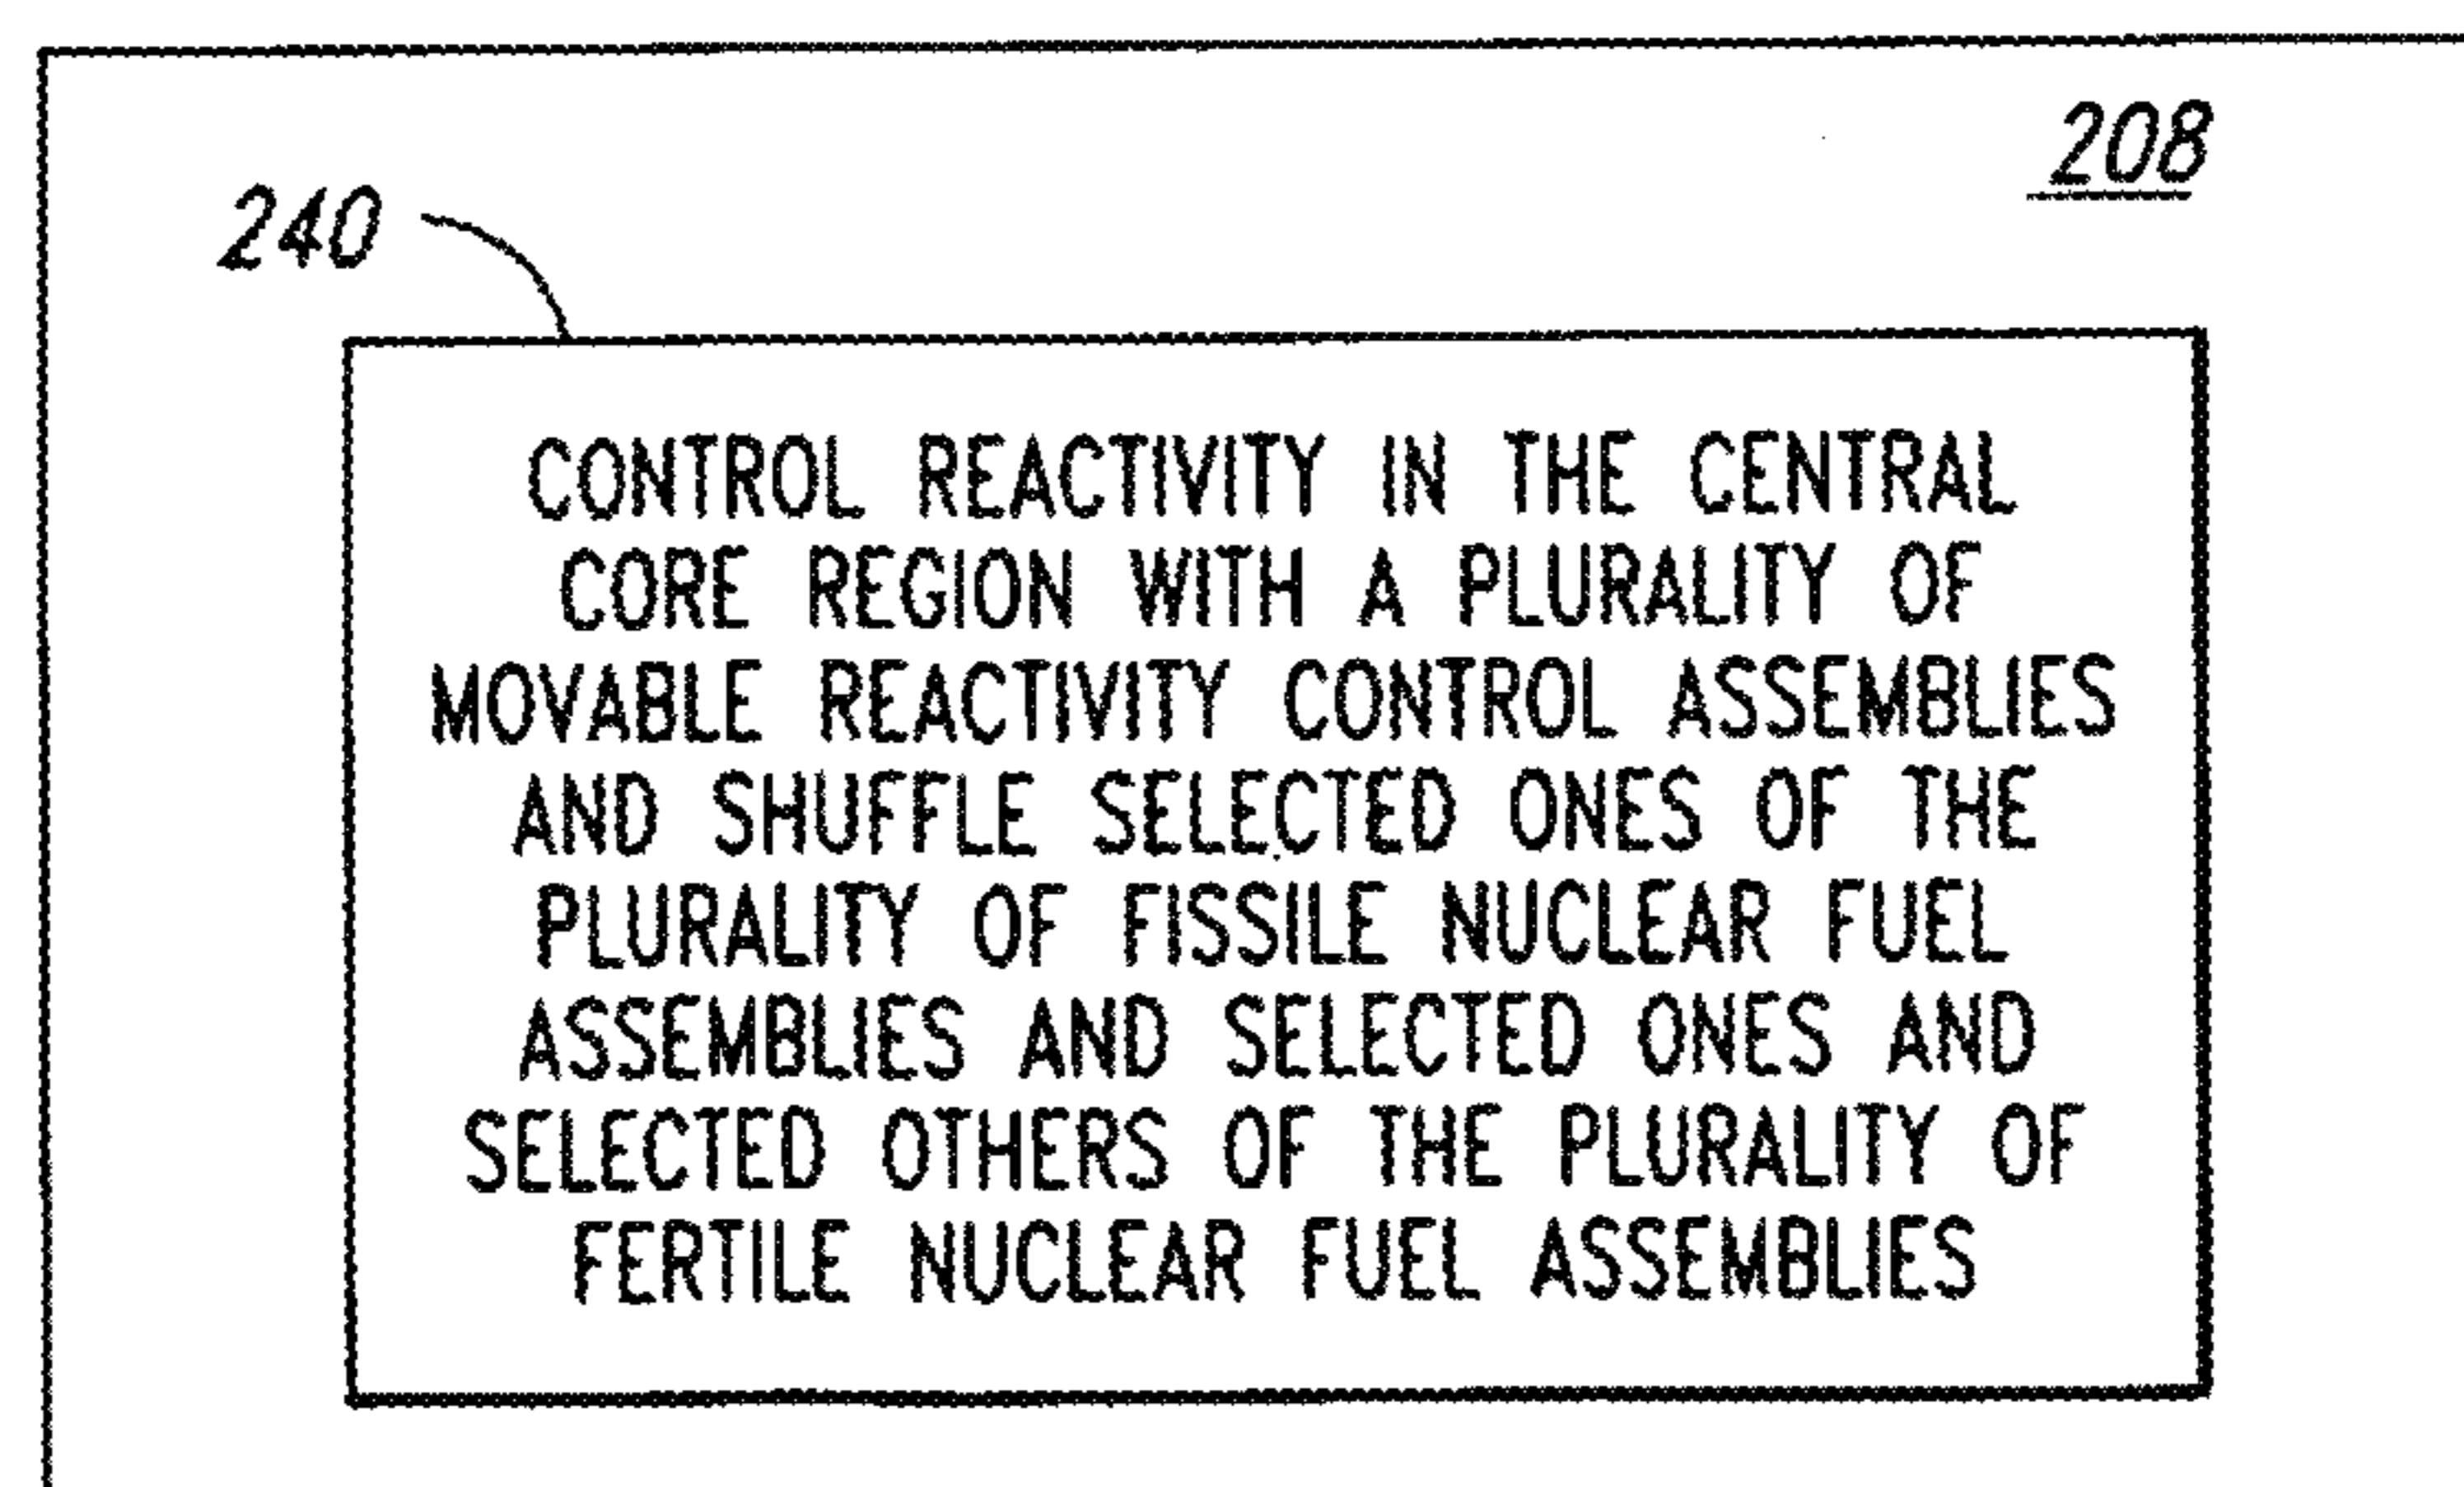 208
240
CONTROL REACTIVITY IN THE CENTRAL
CORE REGION WITH A PLURALITY OF
MOVABLE REACTIVITY CONTROL ASSEMBLIES
AND SHUFFLE SELECTED ONES OF THE
PLURALITY OF FISSILE NUCLEAR FUEL
ASSEMBLIES AND SELECTED ONES AND
SELECTED OTHERS OF THE PLURALITY OF
FERTILE NUCLEAR FUEL ASSEMBLIES